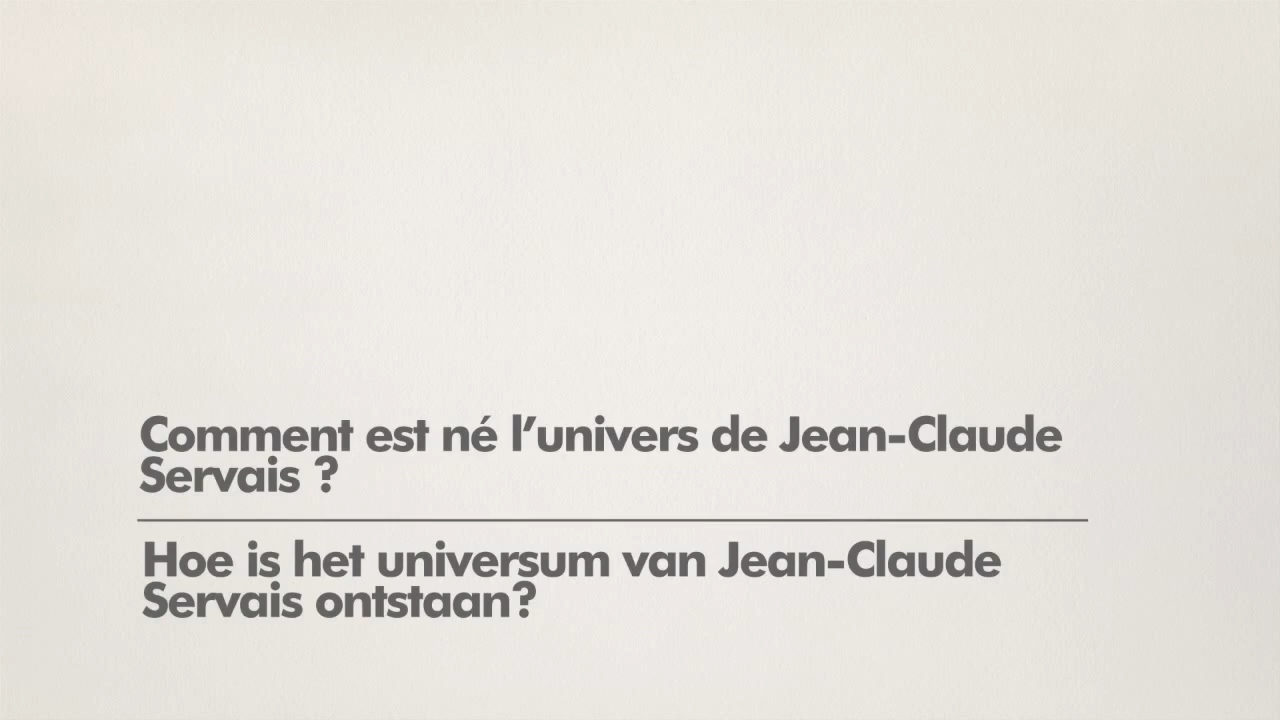 Comment est né l’univers de Jean-Claude
Servais ?
Hoe is het universum van Jean-Claude
Servais ontstaan?